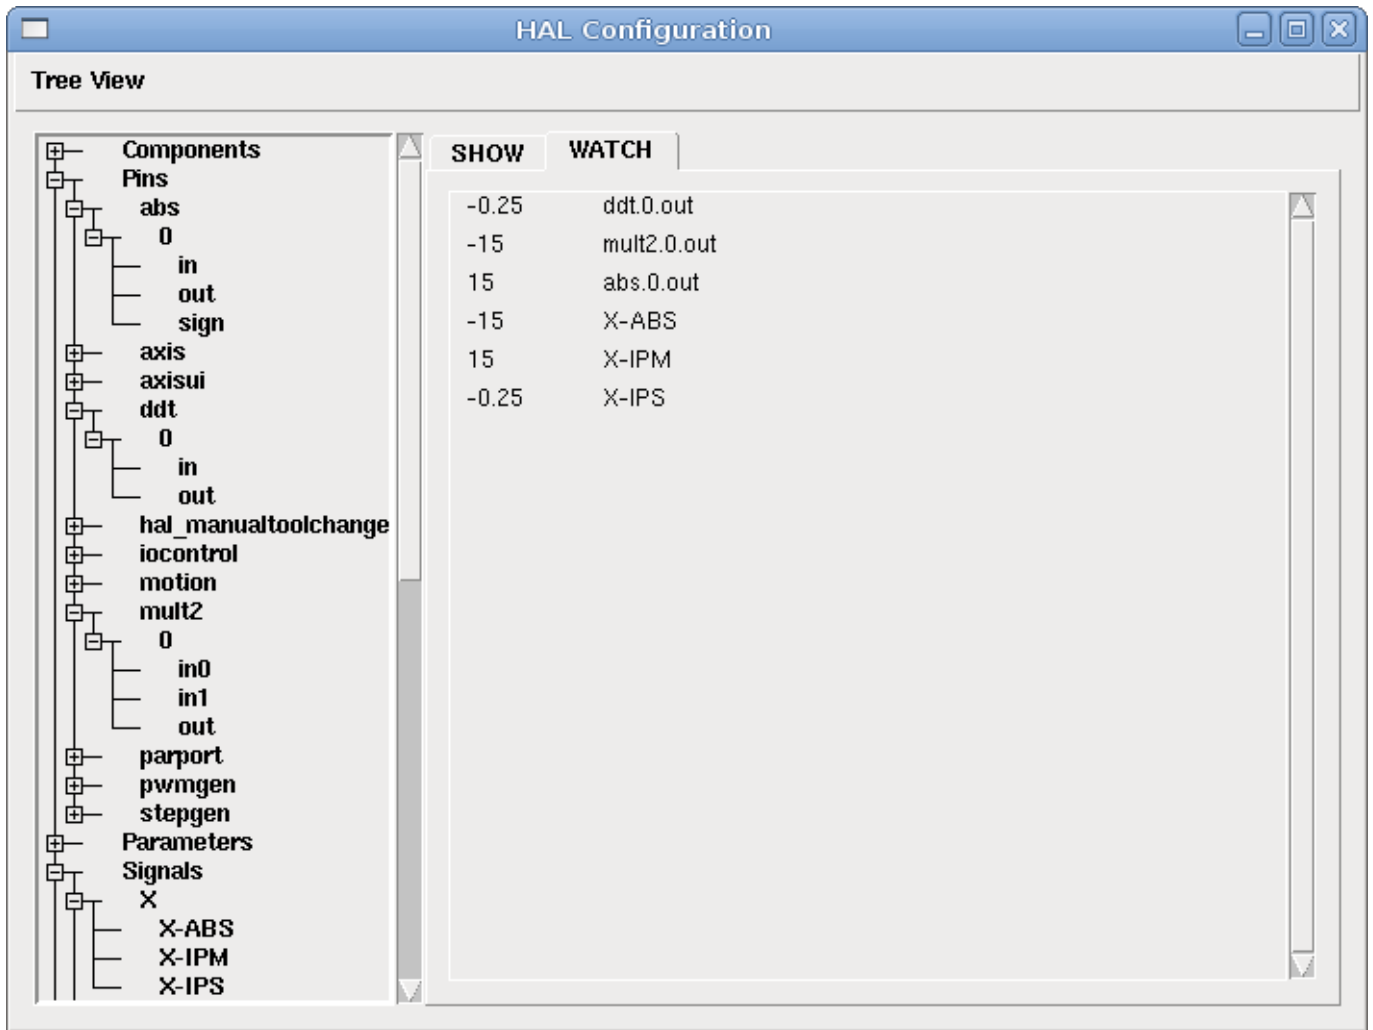 HAL Configuration
Tree View
Components
Pins
abs
0
in
out
sign
axis
axisui
ddt
0
in
out
hal_manualtoolchange
iocontrol
motion
mult2
0
in0
in1
out
parport
pwmgen
stepgen
Parameters
Signals
X
X-ABS
X-IPM
X-IPS
SHOW WATCH
-0.25 ddt.0.out
-15 mult2.0.out
15 abs.0.out
-15 X-ABS
15 X-IPM
-0.25 X-IPS